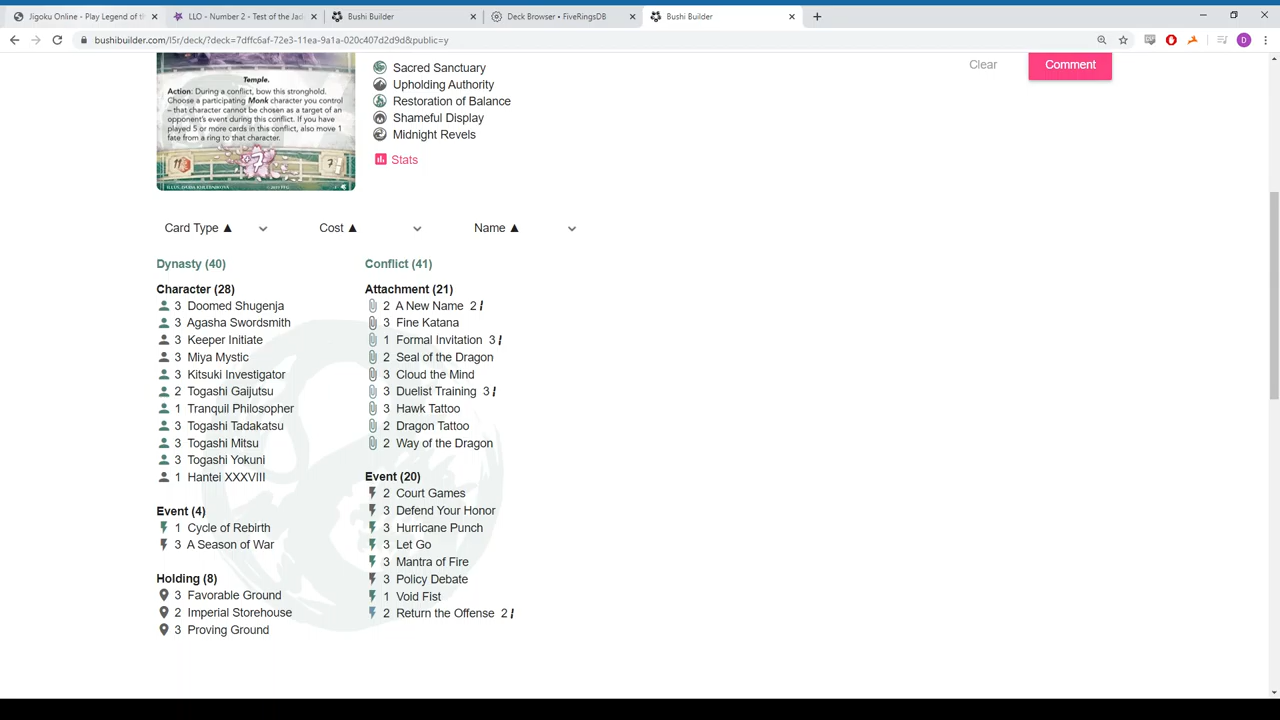 Jigoku Online - Play Legend of th
LLO - Number 2 - Test of the Jad
Bushi Builder
Deck Browser • FiveRingsDB
Bushi Builder
bushibuilder.com/l5r/deck/?deck=7dffc6af-72e3-11ea-9a1a-020c407d2d9d&public=y
D
Temple.
Action: During a conflict, bow this stronghold.
Choose a participating Monk character you control
– that character cannot be chosen as a target of an
opponent's event during this conflict. If you have
played 5 or more cards in this conflict, also move 1
fate from a ring to that character.
+7
7
Sacred Sanctuary
Upholding Authority
Restoration of Balance
Shameful Display
Midnight Revels
Stats
Clear
Comment
Card Type ▲
Cost ▲
Name ▲
Dynasty (40)
Character (28)
3 Doomed Shugenja
3 Agasha Swordsmith
3 Keeper Initiate
3 Miya Mystic
3 Kitsuki Investigator
2 Togashi Gaijutsu
1 Tranquil Philosopher
3 Togashi Tadakatsu
3 Togashi Mitsu
3 Togashi Yokuni
1 Hantei XXXVIII
Event (4)
1 Cycle of Rebirth
3 A Season of War
Holding (8)
3 Favorable Ground
2 Imperial Storehouse
3 Proving Ground
Conflict (41)
Attachment (21)
2 A New Name 2
3 Fine Katana
1 Formal Invitation 3
2 Seal of the Dragon
3 Cloud the Mind
3 Duelist Training 3
3 Hawk Tattoo
2 Dragon Tattoo
2 Way of the Dragon
Event (20)
2 Court Games
3 Defend Your Honor
3 Hurricane Punch
3 Let Go
3 Mantra of Fire
3 Policy Debate
1 Void Fist
2 Return the Offense 2